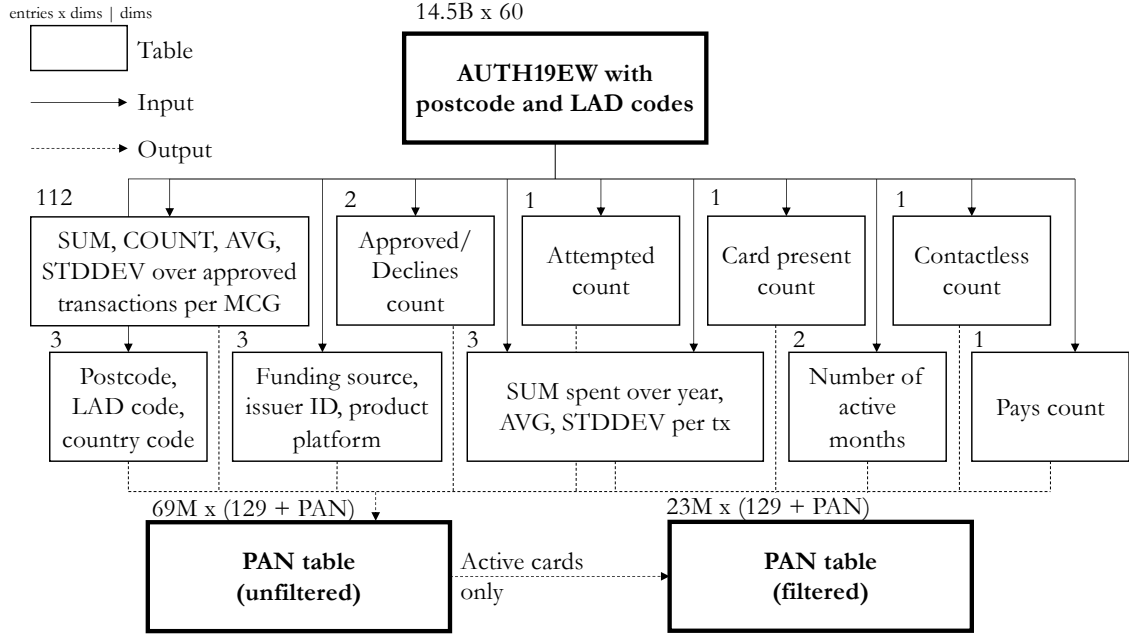 entries x dims | dims
Table
Input
Output
14.5B x 60
AUTH19EW with
postcode and LAD codes
112
SUM, COUNT, AVG,
STDDEV over approved
transactions per MCG
2
Approved/
Declines
count
1
Attempted
count
1
Card present
count
1
Contactless
count
3
Postcode,
LAD code,
country code
3
Funding source,
issuer ID, product
platform
3
SUM spent over year,
AVG, STDDEV per tx
2
Number of
active
months
1
Pays count
69M x (129 + PAN)
PAN table
(unfiltered)
Active cards
only
23M x (129 + PAN)
PAN table
(filtered)